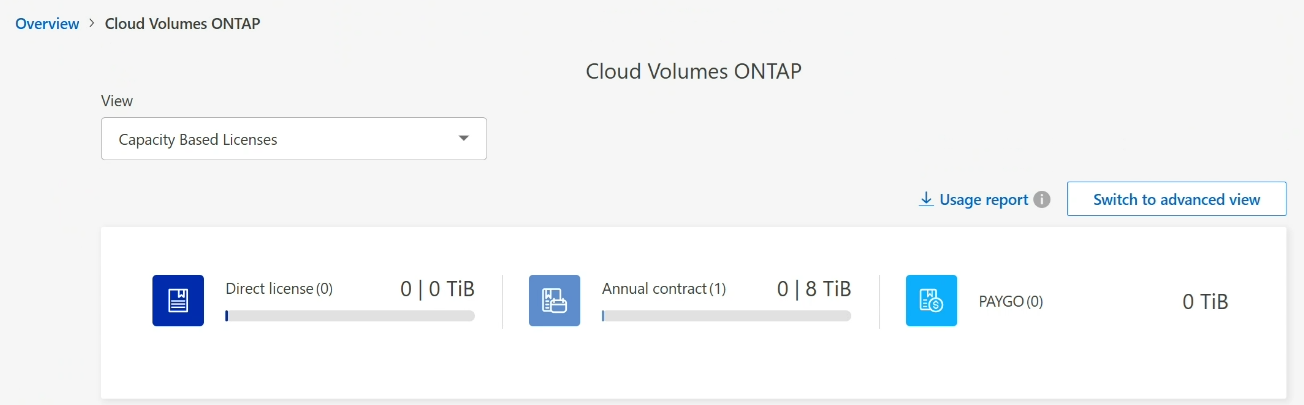 Overview > Cloud Volumes ONTAP
Cloud Volumes ONTAP
View
Capacity Based Licenses
Usage report
Switch to advanced view
Direct license (0) 0 | 0 TiB
Annual contract (1) 0 | 8 TiB
PAYGO (0) 0 TiB